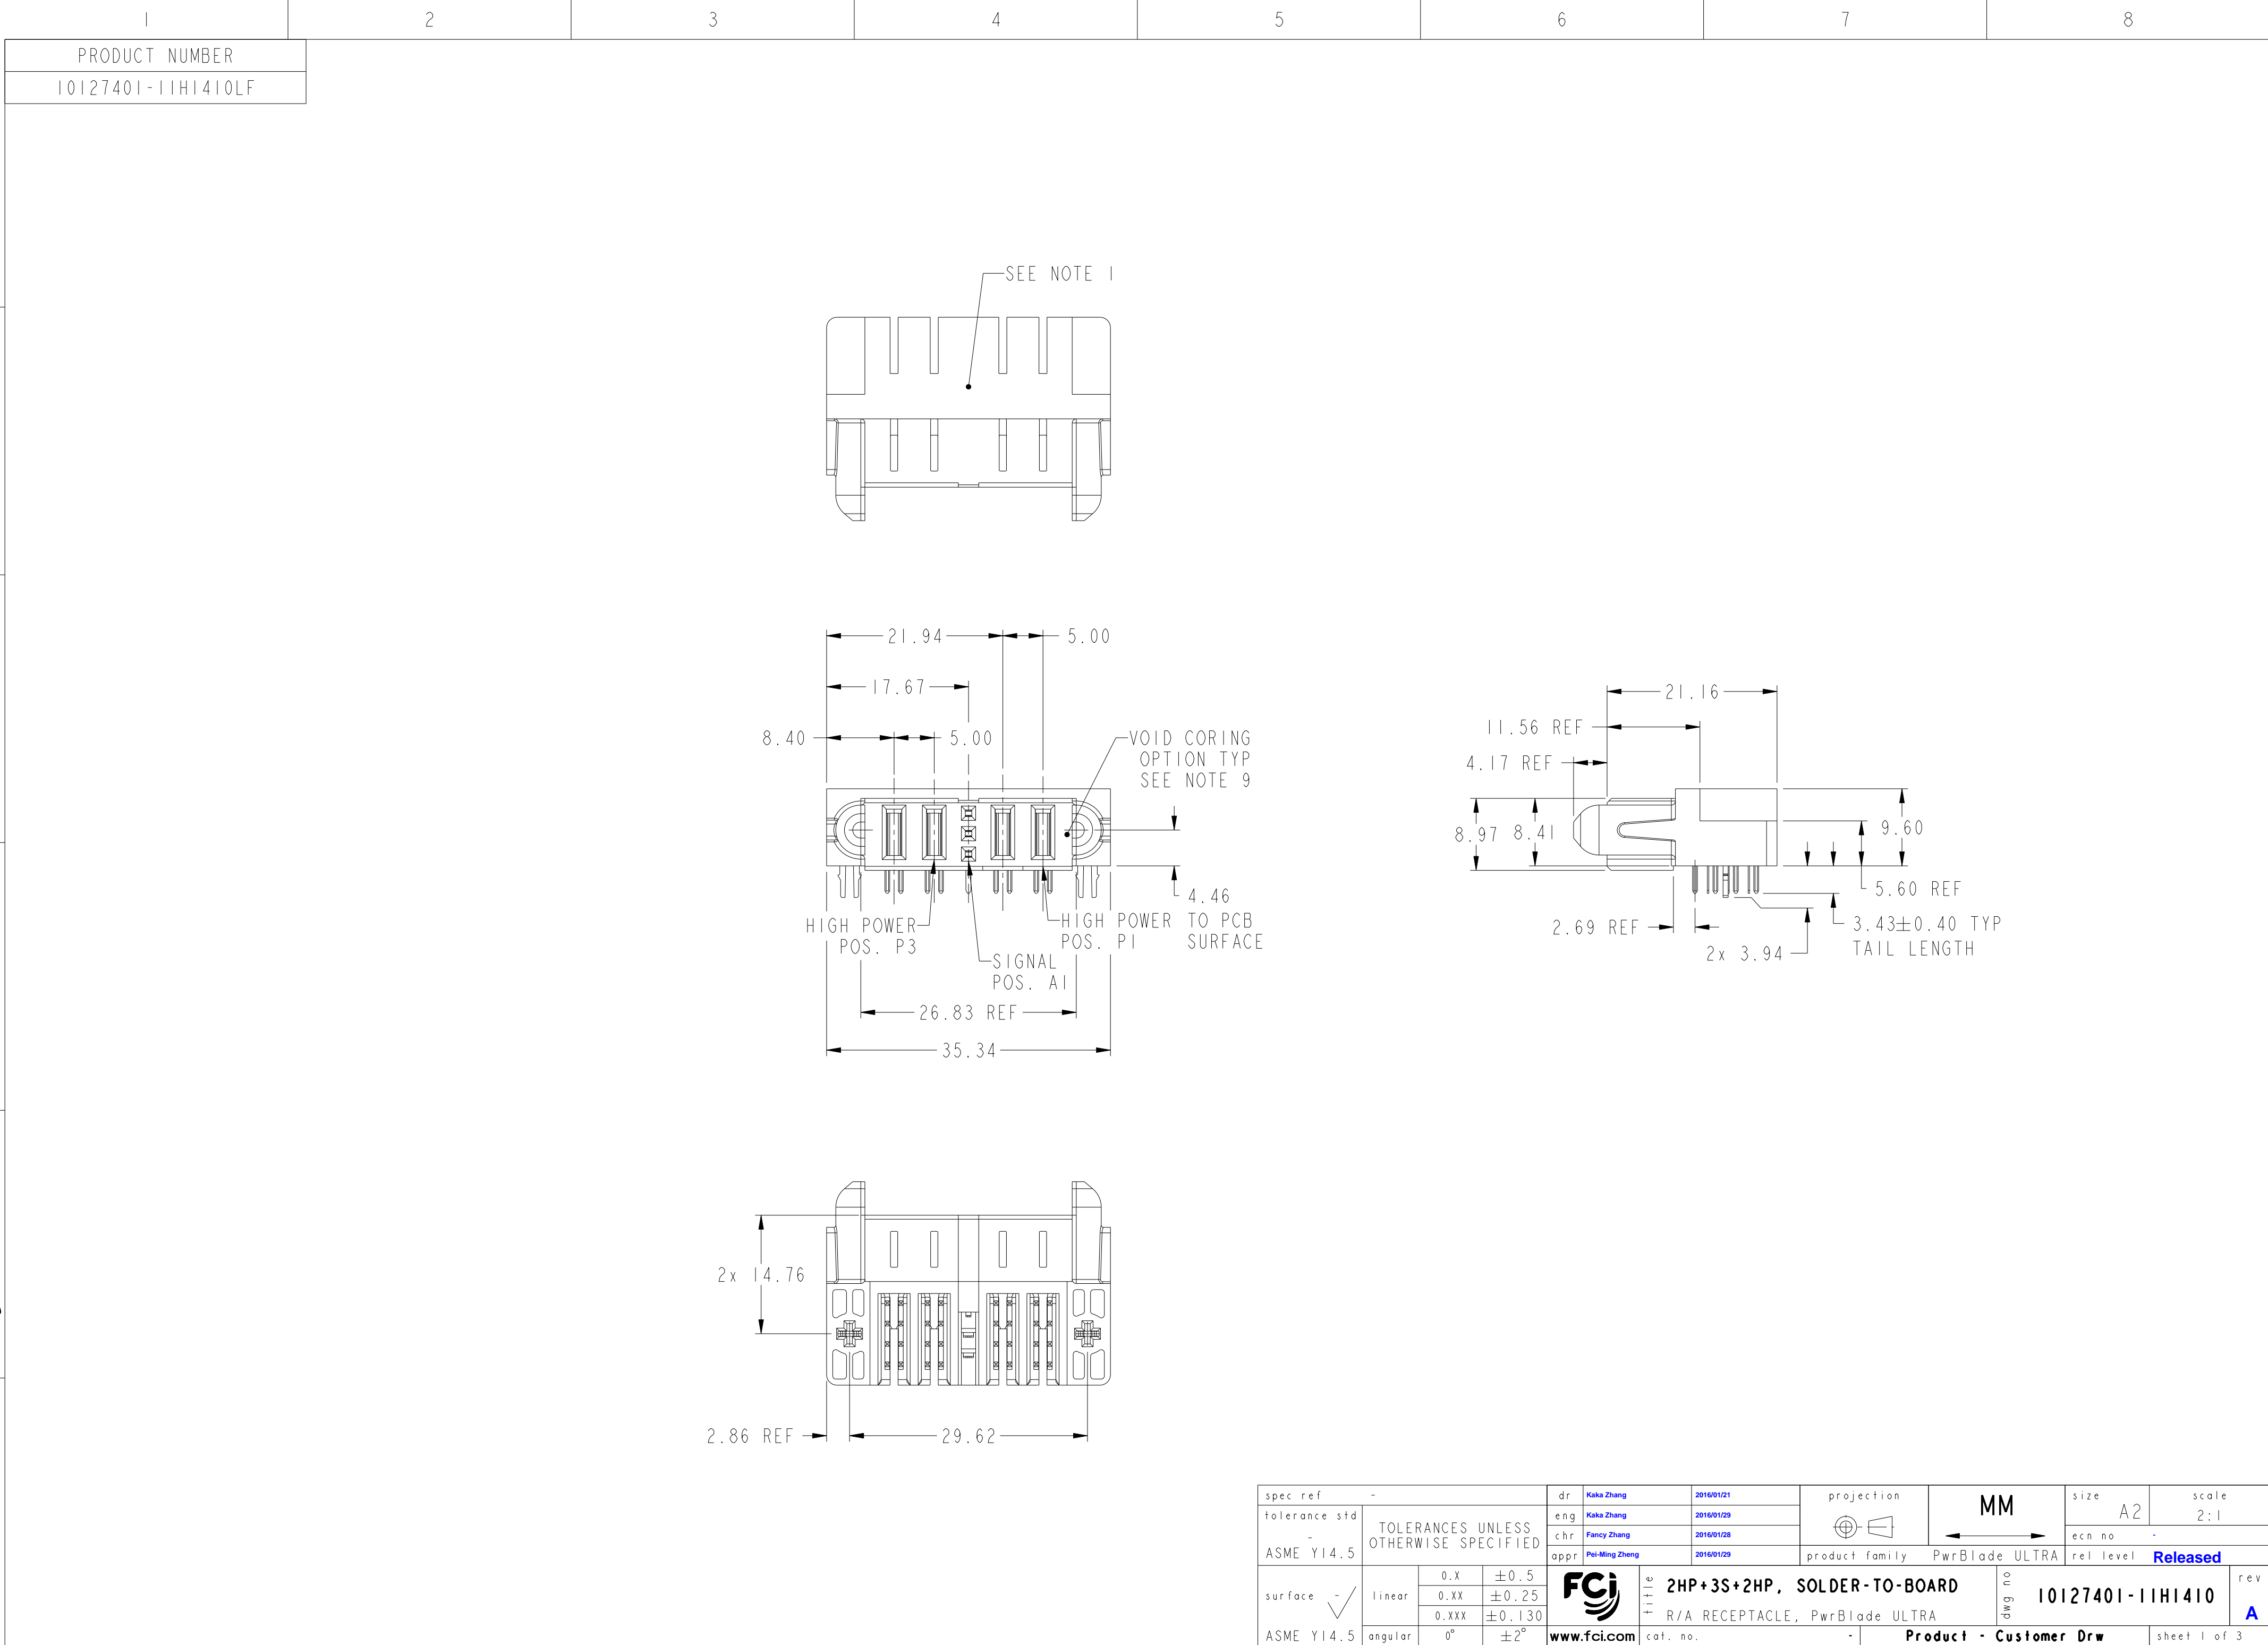 1 2 3 4 5 6 7 8
PRODUCT NUMBER
10127401-11H1410LF
SEE NOTE 1
21.94
5.00
17.67
8.40
5.00
VOID CORING
OPTION TYP
SEE NOTE 9
4.46
TO PCB
SURFACE
HIGH POWER
POS. P3
HIGH POWER
POS. P1
SIGNAL
POS. A1
26.83 REF
35.34
21.16
11.56 REF
4.17 REF
8.97
8.41
9.60
5.60 REF
2.69 REF
3.43±0.40 TYP
TAIL LENGTH
2x 3.94
2x 14.76
2.86 REF
29.62
spec ref -
tolerance std
-
ASME Y14.5
TOLERANCES UNLESS
OTHERWISE SPECIFIED
surface -
ASME Y14.5
linear
0.X ±0.5
0.XX ±0.25
0.XXX ±0.130
angular 0° ±2°
dr Kaka Zhang 2016/01/21
eng Kaka Zhang 2016/01/29
chr Fancy Zhang 2016/01/28
appr Pei-Ming Zheng 2016/01/29
projection
MM
size A2
scale 2:1
ecn no -
product family PwrBlade ULTRA
rel level Released
FCi
www.fci.com
title
2HP+3S+2HP, SOLDER-TO-BOARD
R/A RECEPTACLE, PwrBlade ULTRA
dwg no
10127401-11H1410
rev
A
cat. no. -
Product - Customer Drw
sheet 1 of 3